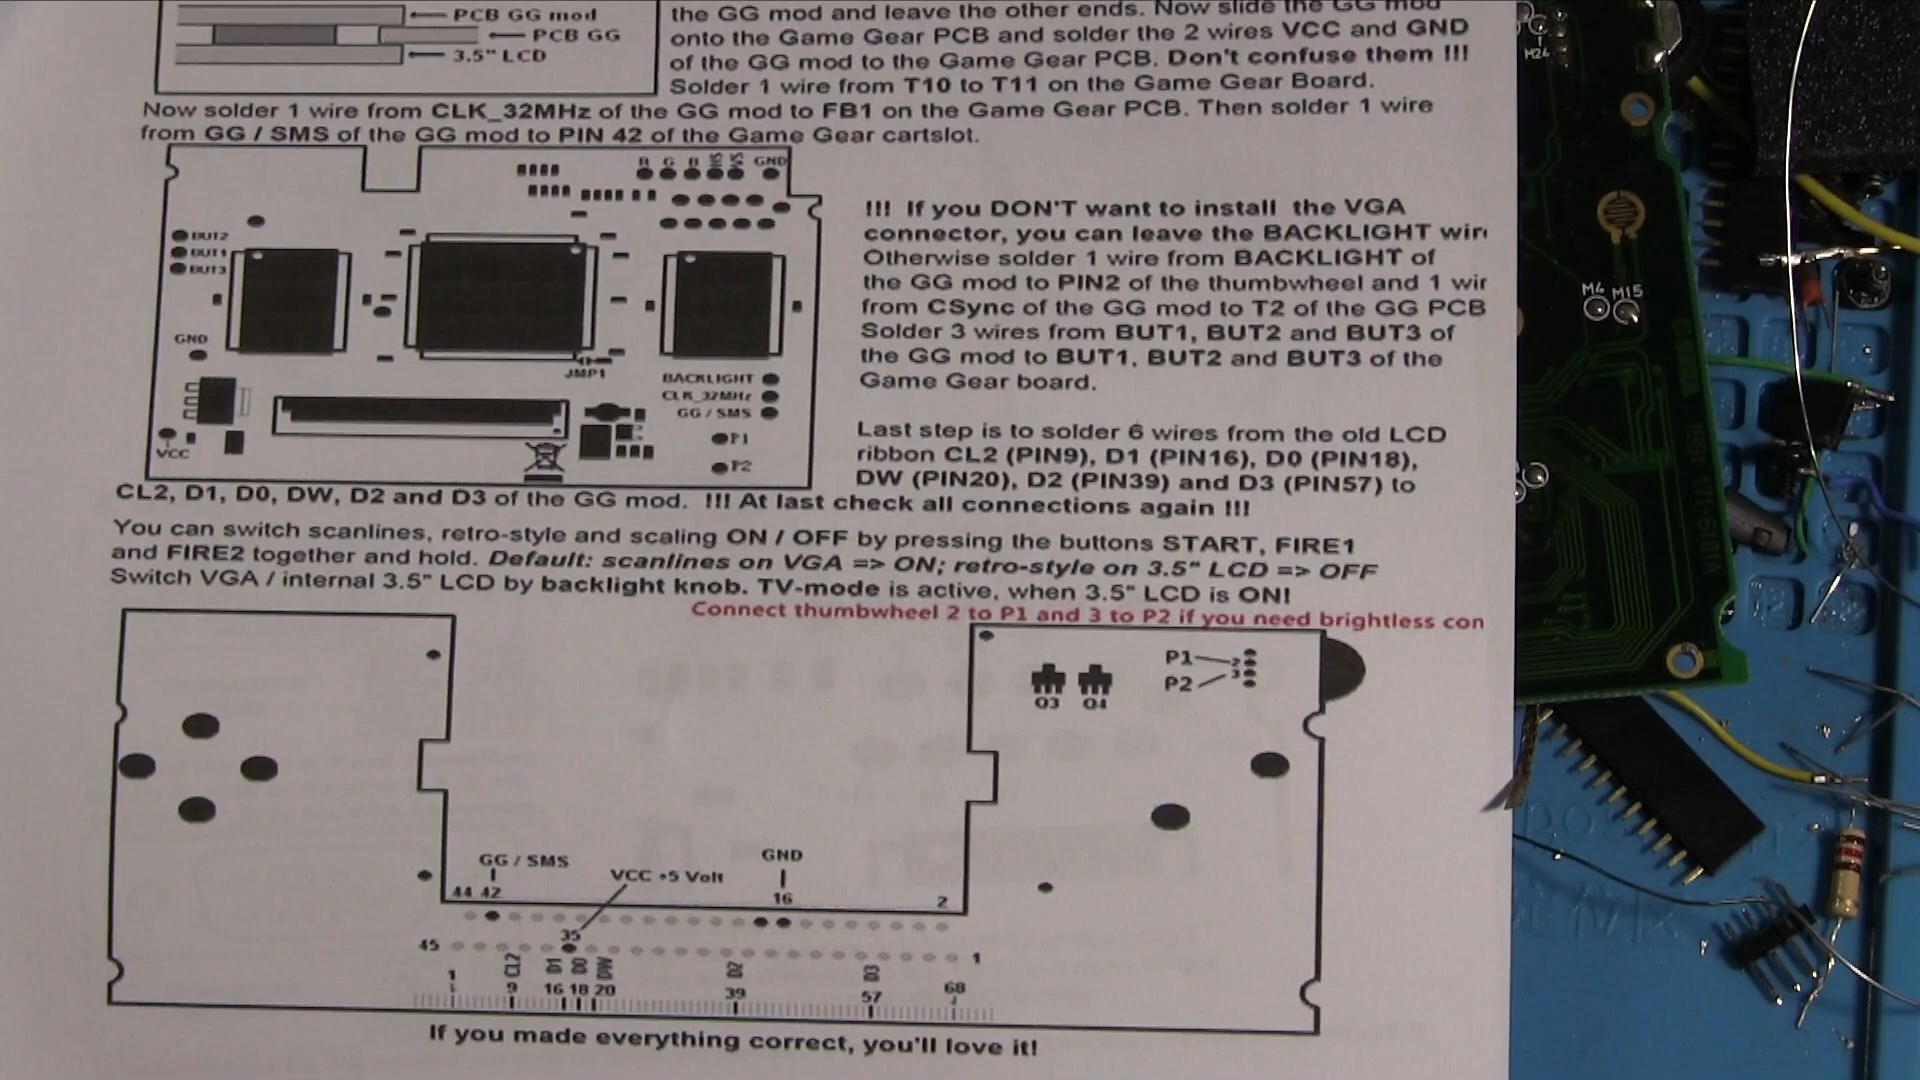 PCB GG mod
PCB GG
3.5" LCD
the GG mod and leave the other ends. Now slide the GG mod
onto the Game Gear PCB and solder the 2 wires VCC and GND
of the GG mod to the Game Gear PCB. Don't confuse them !!!
Solder 1 wire from T10 to T11 on the Game Gear Board.
Now solder 1 wire from CLK_32MHz of the GG mod to FB1 on the Game Gear PCB. Then solder 1 wire
from GG / SMS of the GG mod to PIN 42 of the Game Gear cartslot.
R G B HS VS GND
BUT2
BUT1
BUT3
GND
VCC
JMP1
BACKLIGHT
CLK_32MHz
GG / SMS
P1
P2
!!! If you DON'T want to install the VGA
connector, you can leave the BACKLIGHT wir
Otherwise solder 1 wire from BACKLIGHT of
the GG mod to PIN2 of the thumbwheel and 1 wir
from CSync of the GG mod to T2 of the GG PCB
Solder 3 wires from BUT1, BUT2 and BUT3 of
the GG mod to BUT1, BUT2 and BUT3 of the
Game Gear board.
Last step is to solder 6 wires from the old LCD
ribbon CL2 (PIN9), D1 (PIN16), D0 (PIN18),
DW (PIN20), D2 (PIN39) and D3 (PIN57) to
CL2, D1, D0, DW, D2 and D3 of the GG mod. !!! At last check all connections again !!!
You can switch scanlines, retro-style and scaling ON / OFF by pressing the buttons START, FIRE1
and FIRE2 together and hold. Default: scanlines on VGA => ON; retro-style on 3.5" LCD => OFF
Switch VGA / internal 3.5" LCD by backlight knob. TV-mode is active, when 3.5" LCD is ON!
Connect thumbwheel 2 to P1 and 3 to P2 if you need brightless con
P1 2
P2 3
Q3 Q4
GG / SMS
VCC +5 Volt
GND
44 42 16 2
35
45 1
CL2 D1 D0 DW D2 D3
1 9 16 18 20 39 57 68
If you made everything correct, you'll love it!
M24
M4 M15
171-6101A